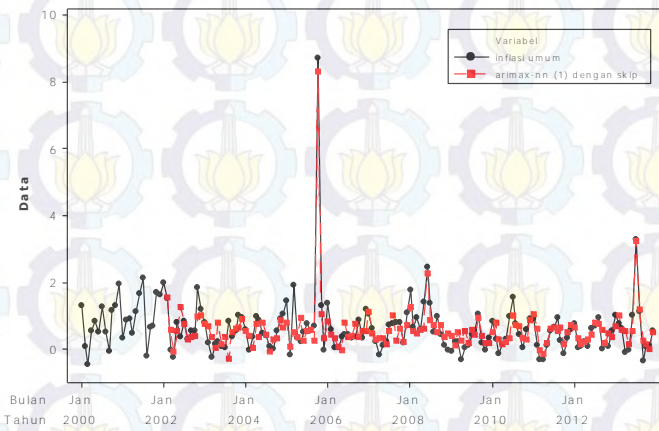 Data
10
8
6
4
2
0
Variabel
inflasi umum
arimax-nn (1) dengan skip
Bulan Jan Jan Jan Jan Jan Jan Jan
Tahun 2000 2002 2004 2006 2008 2010 2012